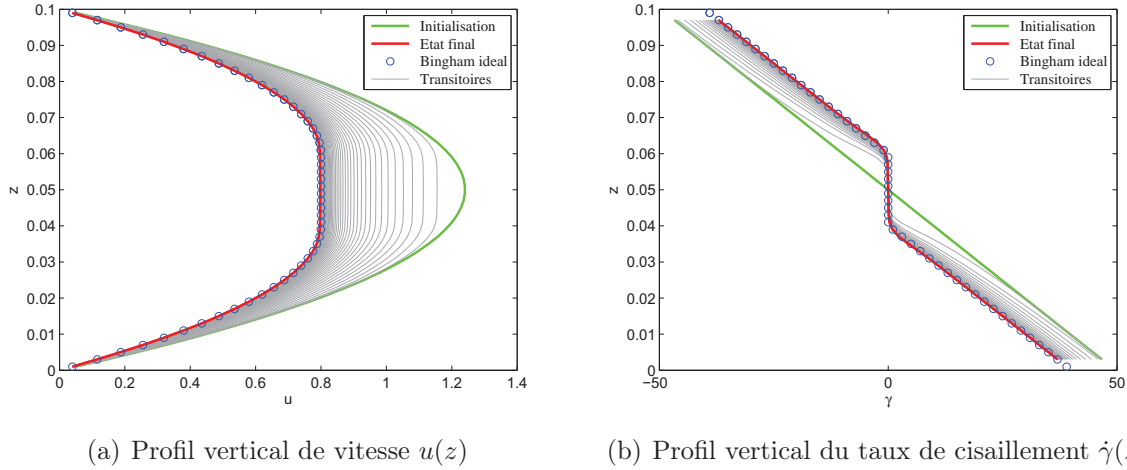 0.1
0.09
0.08
0.07
0.06
0.05
0.04
0.03
0.02
0.01
0
z
0
0.2
0.4
0.6
0.8
1
1.2
1.4
u
Initialisation
Etat final
Bingham ideal
Transitoires
(a) Profil vertical de vitesse u(z)
0.1
0.09
0.08
0.07
0.06
0.05
0.04
0.03
0.02
0.01
0
z
−50
0
50
γ
Initialisation
Etat final
Bingham ideal
Transitoires
(b) Profil vertical du taux de cisaillement γ̇(